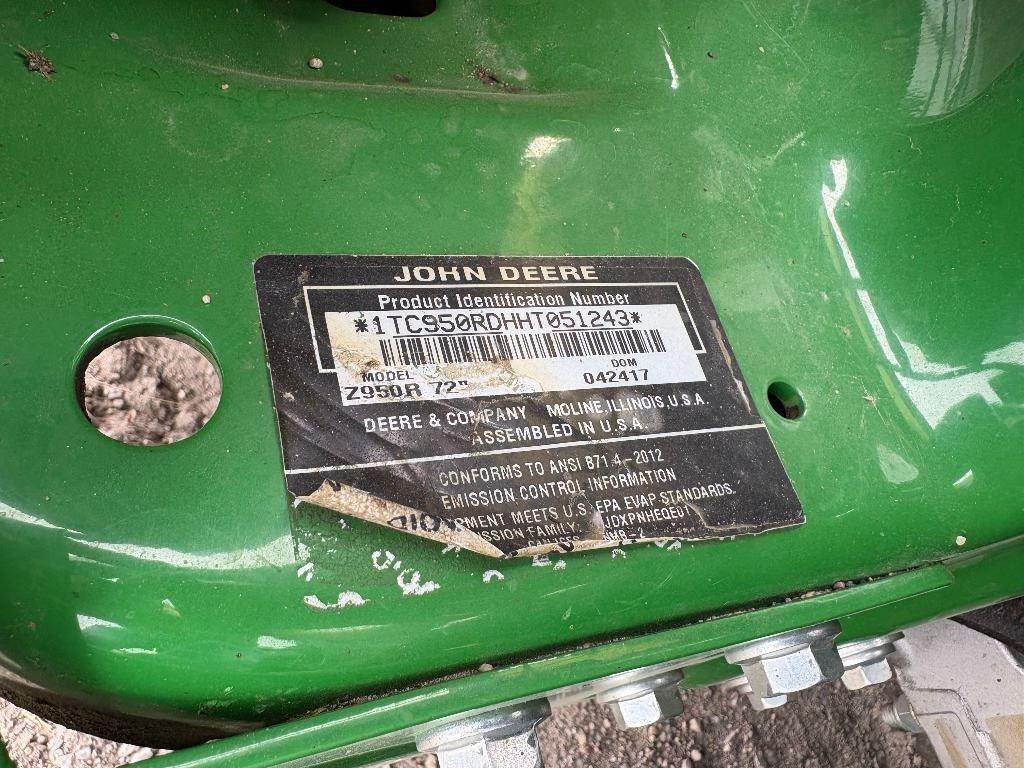 JOHN DEERE
Product Identification Number
*1TC950RDHHT051243*
MODEL DOM
Z950R 72" 042417
DEERE & COMPANY MOLINE, ILLINOIS, U.S.A.
ASSEMBLED IN U.S.A.
CONFORMS TO ANSI B71.4-2012
EMISSION CONTROL INFORMATION
MEETS U.S. EPA EVAP STANDARDS.
FAMILY: